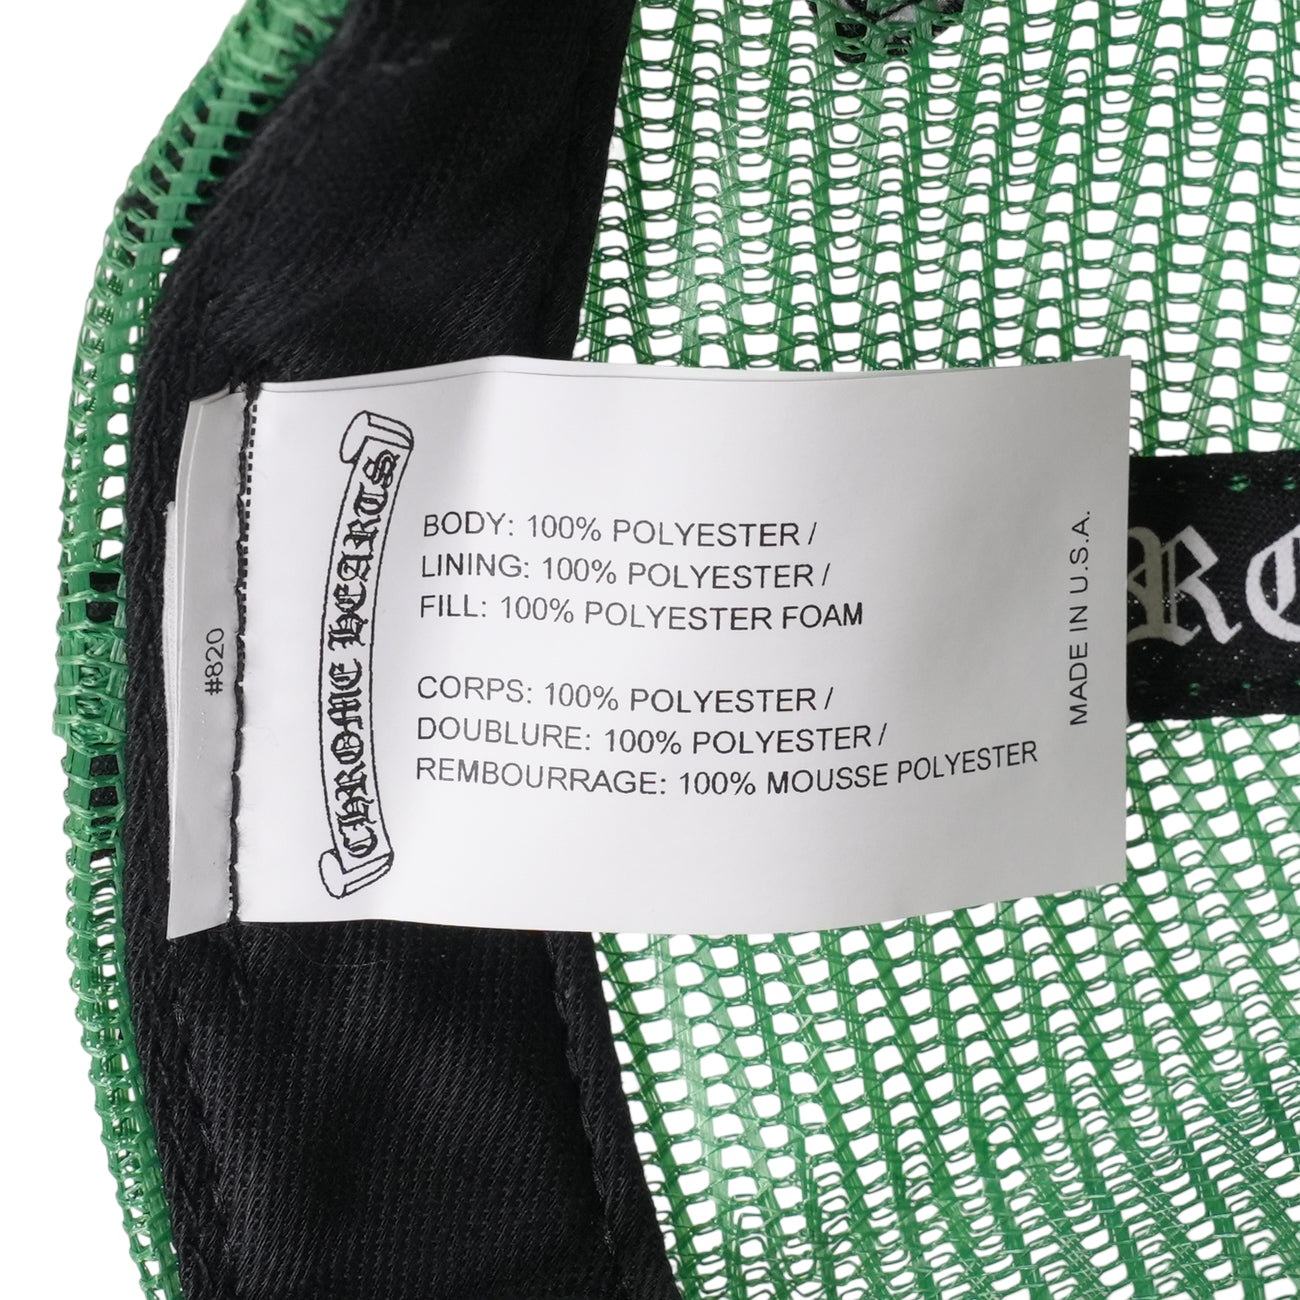 #820
CHROME HEARTS
BODY: 100% POLYESTER /
LINING: 100% POLYESTER /
FILL: 100% POLYESTER FOAM
CORPS: 100% POLYESTER /
DOUBLURE: 100% POLYESTER /
REMBOURRAGE: 100% MOUSSE POLYESTER
MADE IN U.S.A.